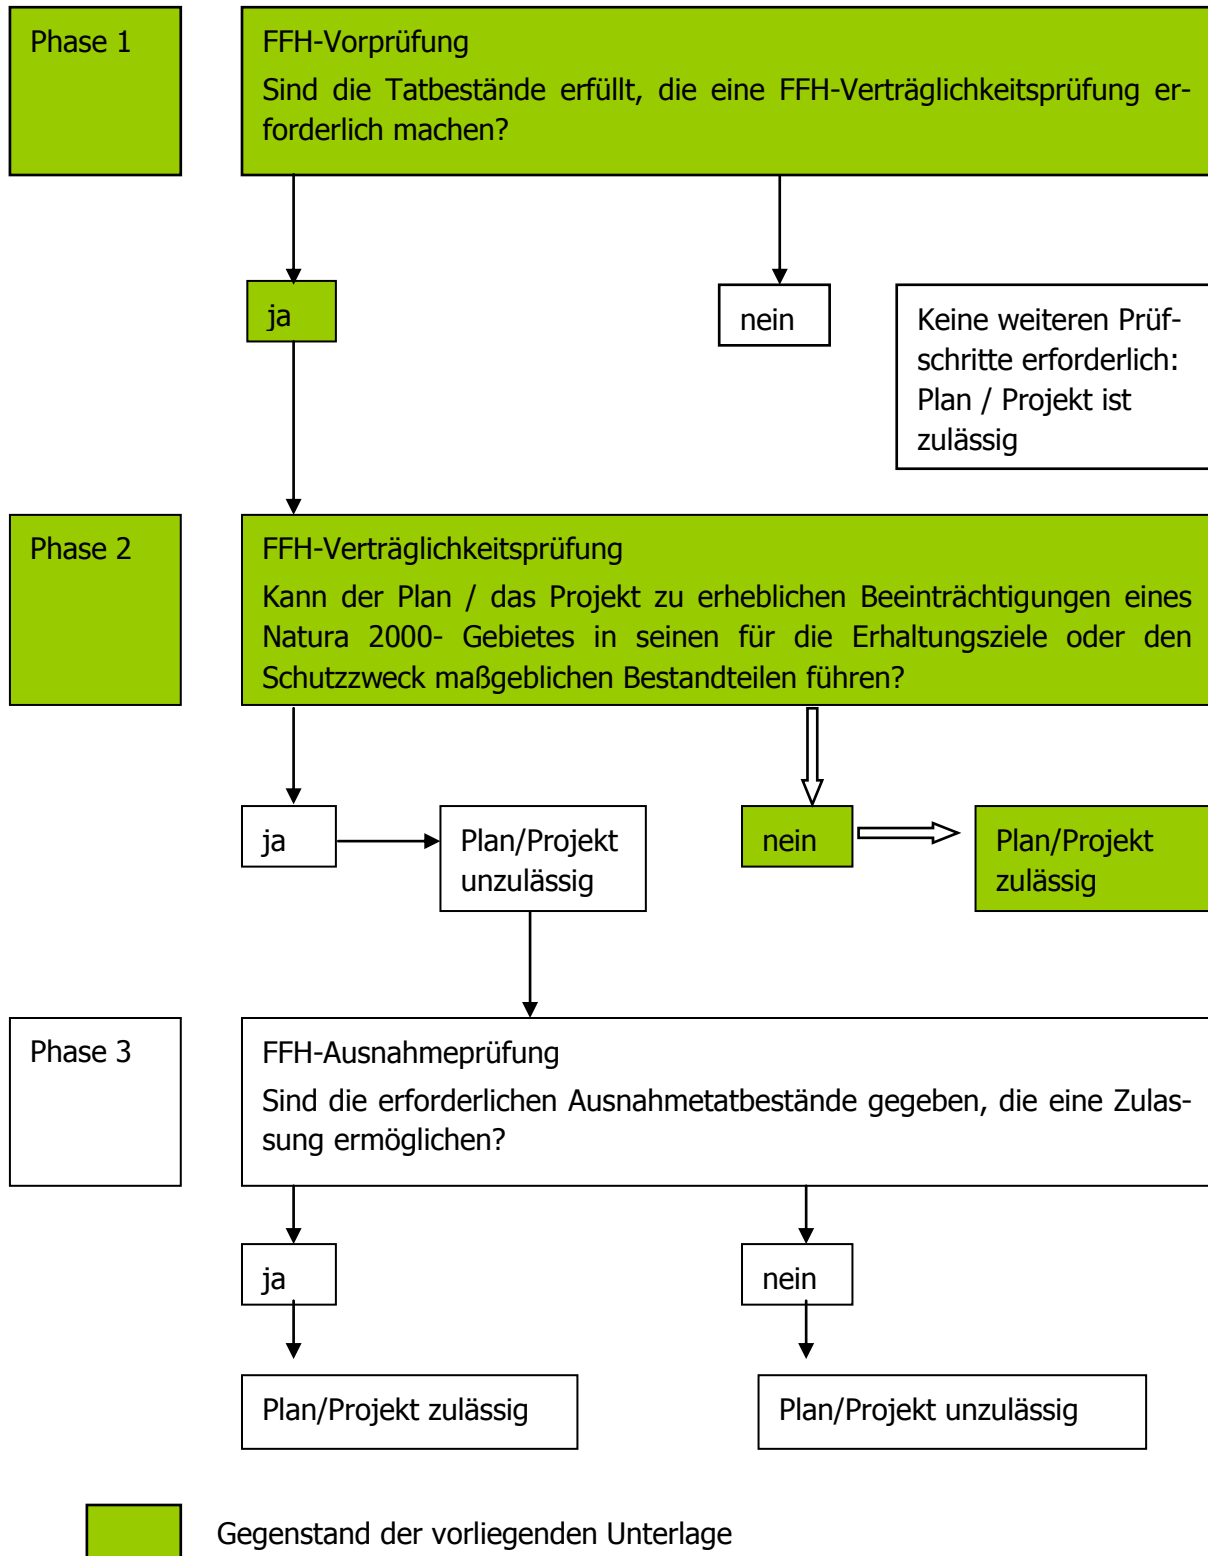 Phase 1
FFH-Vorprüfung
Sind die Tatbestände erfüllt, die eine FFH-Verträglichkeitsprüfung er-
forderlich machen?
ja
nein
Keine weiteren Prüf-
schritte erforderlich:
Plan / Projekt ist
zulässig
Phase 2
FFH-Verträglichkeitsprüfung
Kann der Plan / das Projekt zu erheblichen Beeinträchtigungen eines
Natura 2000- Gebietes in seinen für die Erhaltungsziele oder den
Schutzzweck maßgeblichen Bestandteilen führen?
ja
Plan/Projekt
unzulässig
nein
Plan/Projekt
zulässig
Phase 3
FFH-Ausnahmeprüfung
Sind die erforderlichen Ausnahmetatbestände gegeben, die eine Zulas-
sung ermöglichen?
ja
nein
Plan/Projekt zulässig
Plan/Projekt unzulässig
Gegenstand der vorliegenden Unterlage